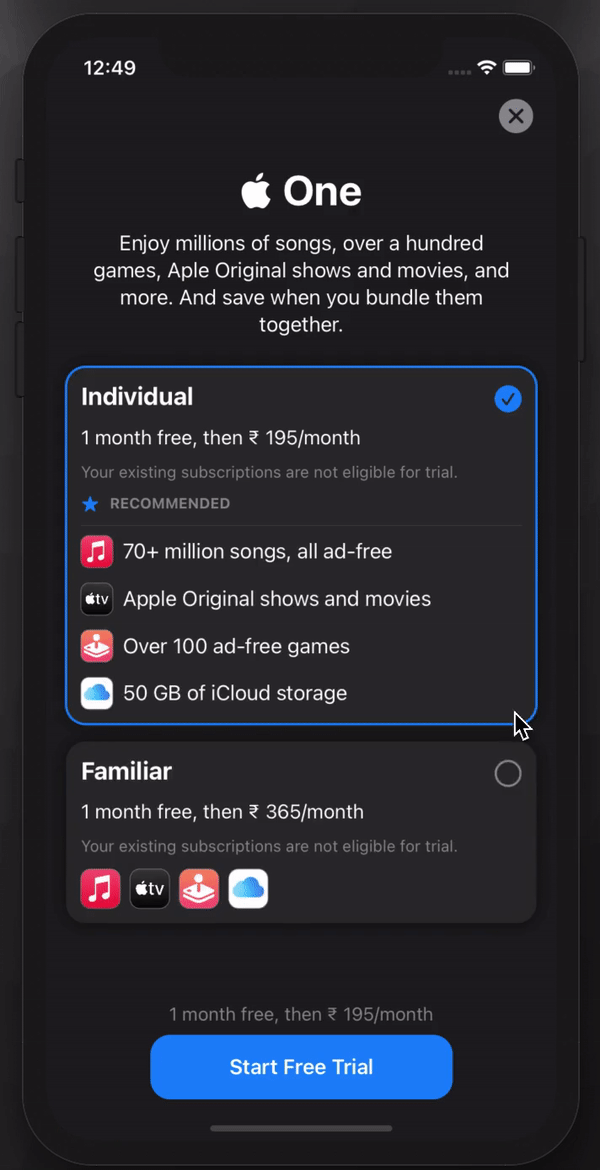 12:49
One
Enjoy millions of songs, over a hundred
games, Aple Original shows and movies, and
more. And save when you bundle them
together.
Individual
1 month free, then ₹ 195/month
Your existing subscriptions are not eligible for trial.
RECOMMENDED
70+ million songs, all ad-free
tv Apple Original shows and movies
Over 100 ad-free games
50 GB of iCloud storage
Familiar
1 month free, then ₹ 365/month
Your existing subscriptions are not eligible for trial.
tv
1 month free, then ₹ 195/month
Start Free Trial